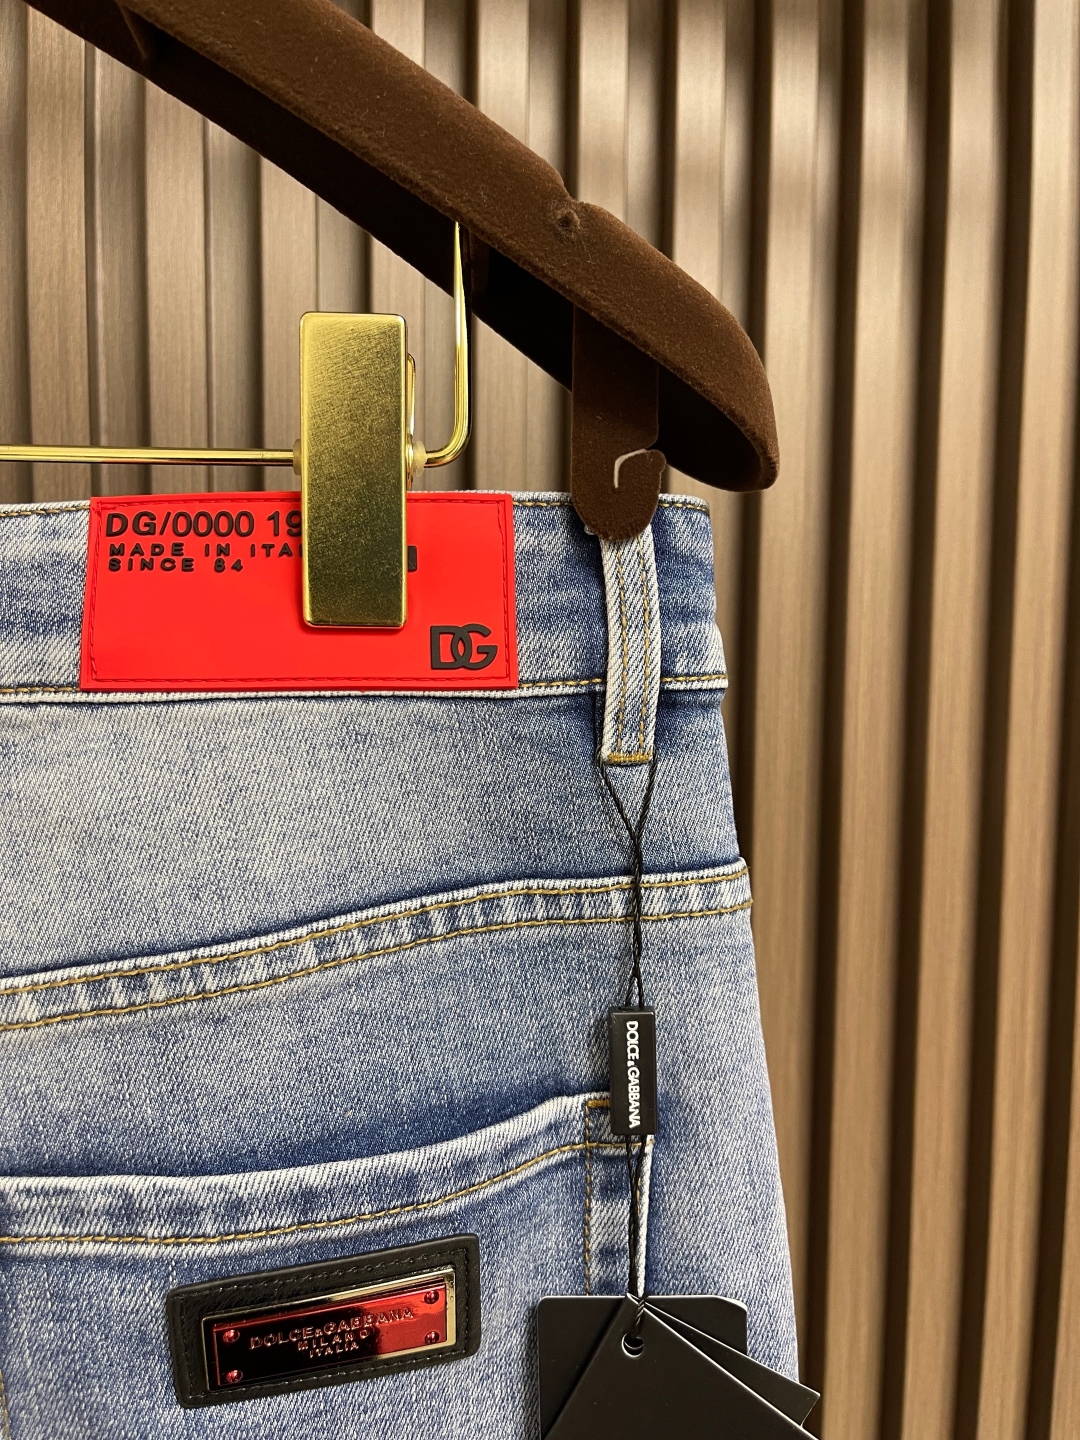 DG/0000 19
MADE IN ITA
SINCE 84
DG
DOLCE&GABBANA
DOLCE&GABBANA
MILANO
ITALIA